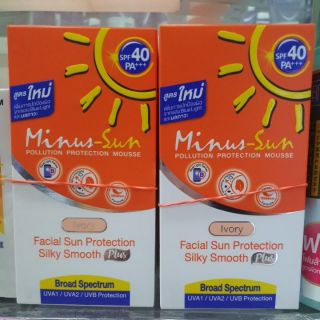 SPF 40
PA+++
สูตร ใหม่
Minus-Sun
POLLUTION PROTECTION MOUSSE
Ivory
Facial Sun Protection
Silky Smooth Plus
Broad Spectrum
UVA1 / UVA2 / UVB Protection
SPF 40
PA+++
สูตร ใหม่
Minus-Sun
POLLUTION PROTECTION MOUSSE
Ivory
Facial Sun Protection
Silky Smooth Plus
Broad Spectrum
UVA1 / UVA2 / UVB Protection